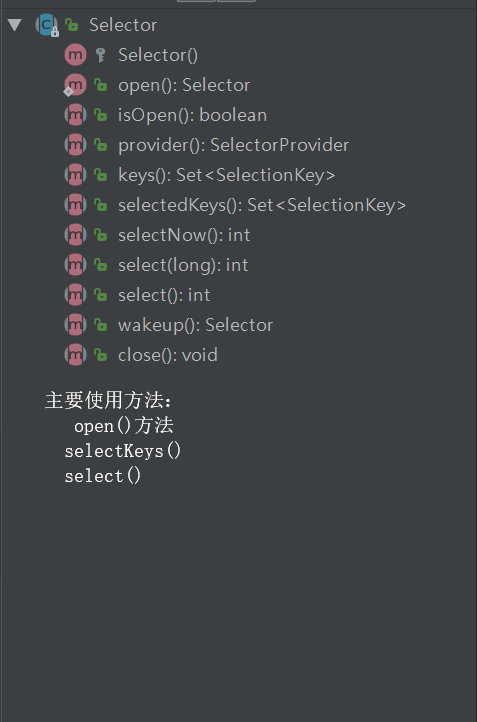 Selector
Selector()
open(): Selector
isOpen(): boolean
provider(): SelectorProvider
keys(): Set<SelectionKey>
selectedKeys(): Set<SelectionKey>
selectNow(): int
select(long): int
select(): int
wakeup(): Selector
close(): void
主要使用方法:
open()方法
selectKeys()
select()